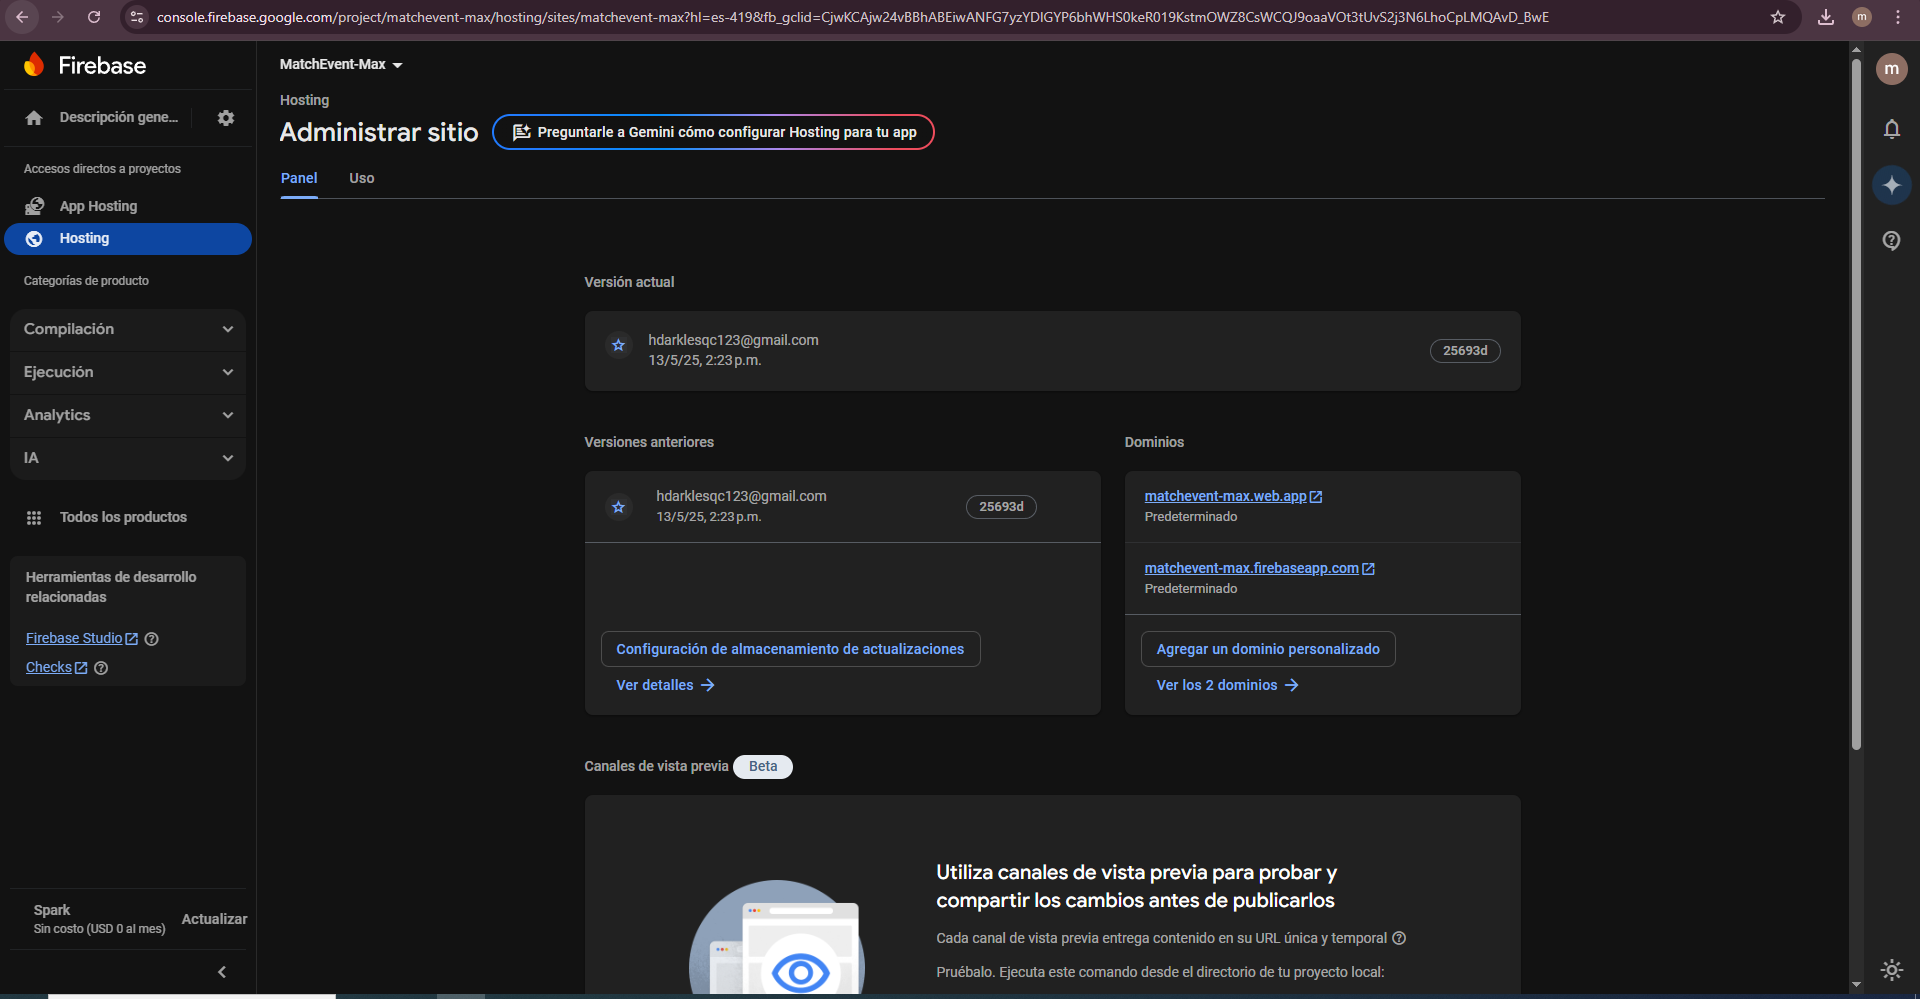 console.firebase.google.com/project/matchevent-max/hosting/sites/matchevent-max?hl=es-419&fb_gclid=CjwKCAjw24vBBhABEiwANFG7yzYDIGYP6bhWHS0keR019KstmOWZ8CsWCQJ9oaaVOt3tUvS2j3N6LhoCpLMQAvD_BwE
m
Firebase
Descripción gene...
Accesos directos a proyectos
App Hosting
Hosting
Categorías de producto
Compilación
Ejecución
Analytics
IA
Todos los productos
Herramientas de desarrollo
relacionadas
Firebase Studio
Checks
Spark
Sin costo (USD 0 al mes)
Actualizar
MatchEvent-Max
Hosting
Administrar sitio
Preguntarle a Gemini cómo configurar Hosting para tu app
Panel
Uso
Versión actual
hdarklesqc123@gmail.com
13/5/25, 2:23 p.m.
25693d
Versiones anteriores
hdarklesqc123@gmail.com
13/5/25, 2:23 p.m.
25693d
Configuración de almacenamiento de actualizaciones
Ver detalles
Dominios
matchevent-max.web.app
Predeterminado
matchevent-max.firebaseapp.com
Predeterminado
Agregar un dominio personalizado
Ver los 2 dominios
Canales de vista previa
Beta
Utiliza canales de vista previa para probar y
compartir los cambios antes de publicarlos
Cada canal de vista previa entrega contenido en su URL única y temporal
Pruébalo. Ejecuta este comando desde el directorio de tu proyecto local:
m